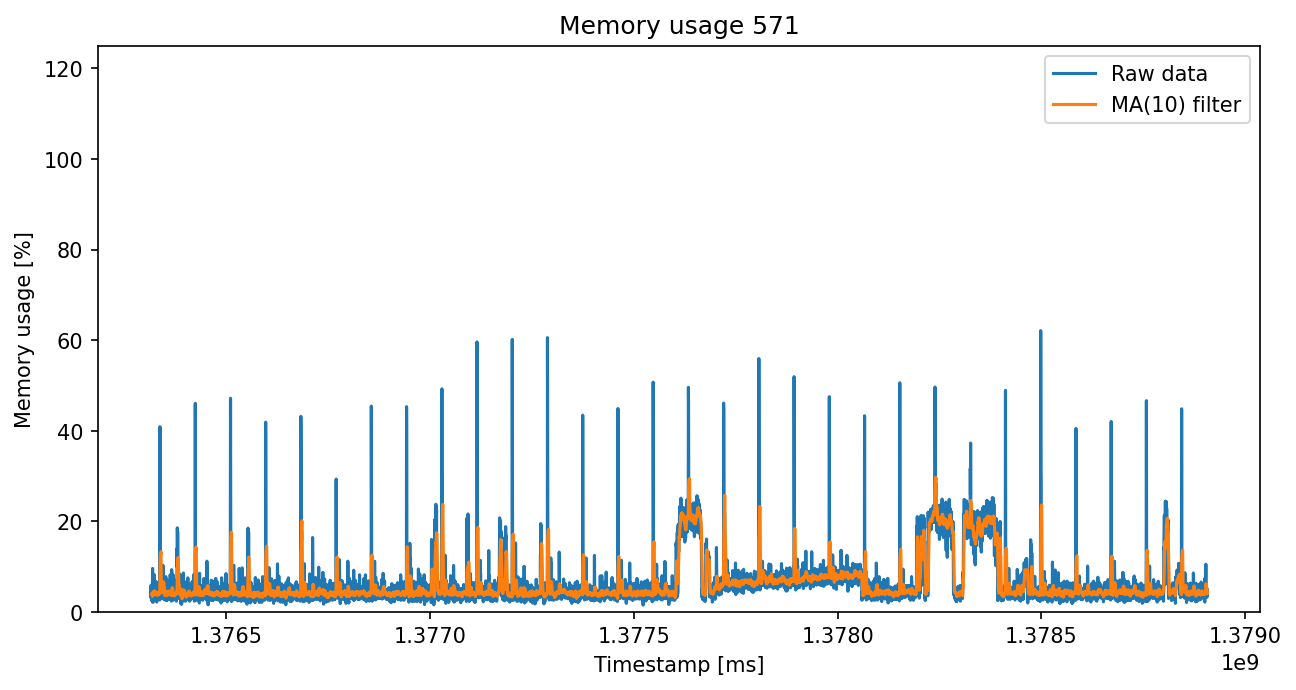 Memory usage 571
Raw data
MA(10) filter
Memory usage [%]
120
100
80
60
40
20
0
1.3765 1.3770 1.3775 1.3780 1.3785 1.3790
1e9
Timestamp [ms]